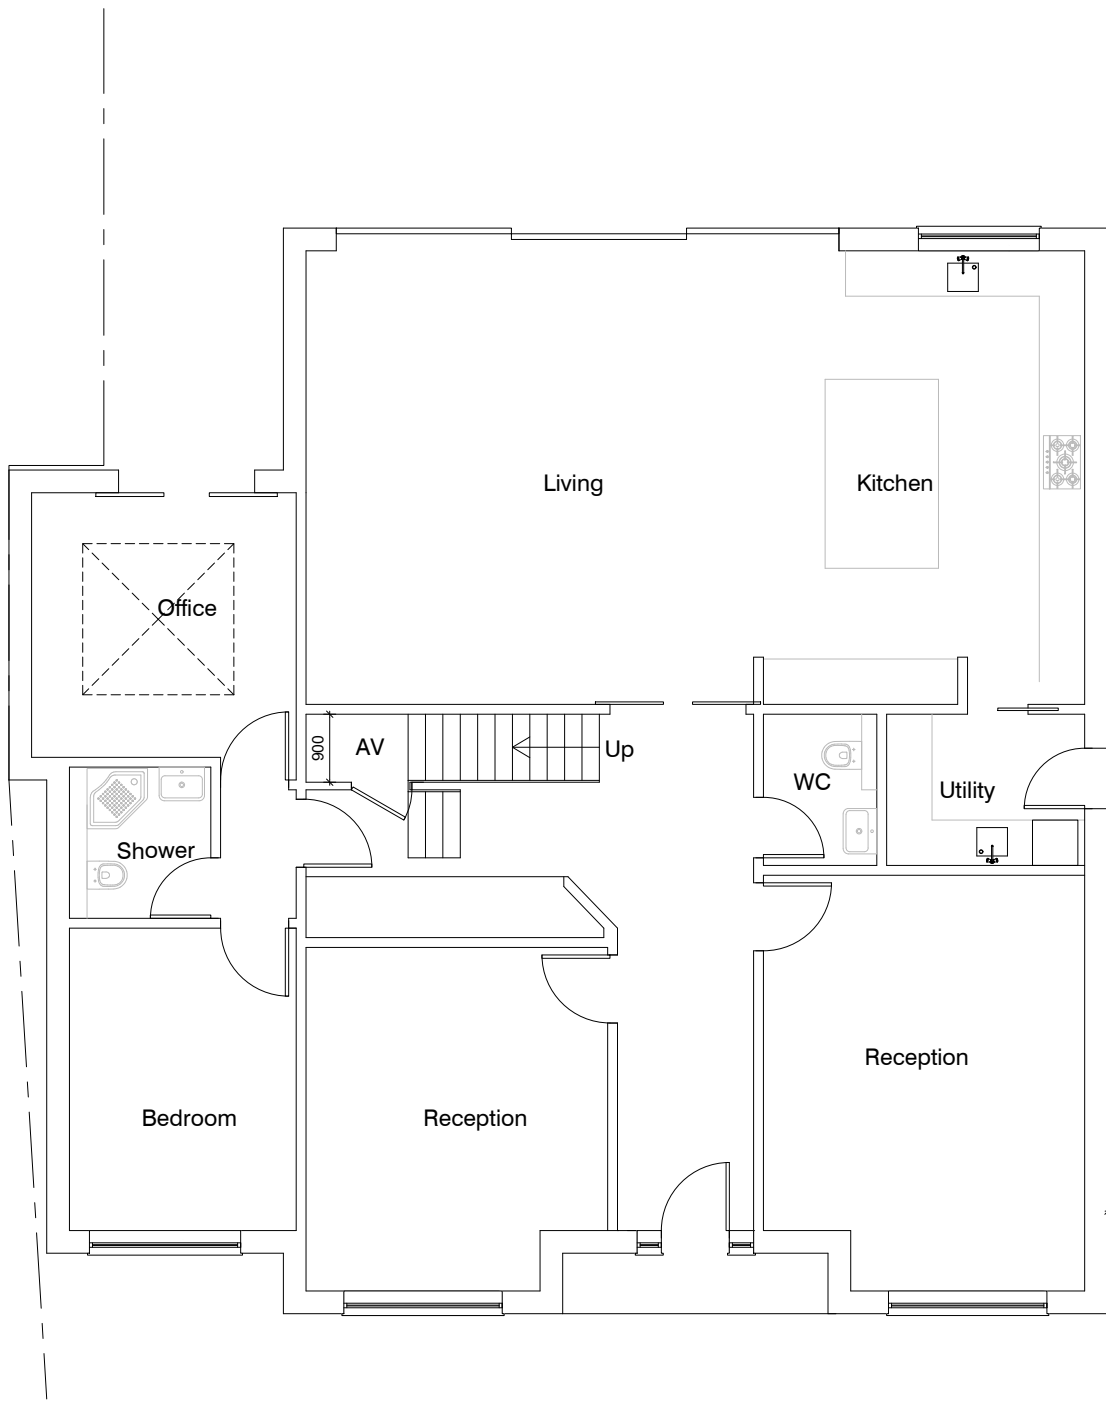 Living
Kitchen
Office
900
AV
Up
WC
Utility
Shower
Reception
Bedroom
Reception